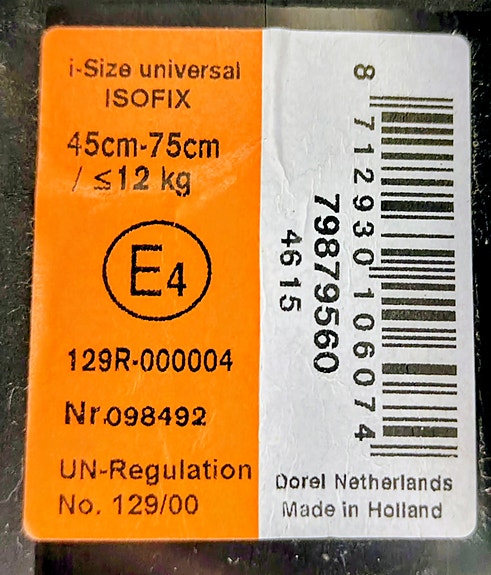 i-Size universal
ISOFIX
45cm-75cm
/ ≤12 kg
E4
129R-000004
Nr.098492
UN-Regulation
No. 129/00
8 712930 106074
79879560
4615
Dorel Netherlands
Made in Holland